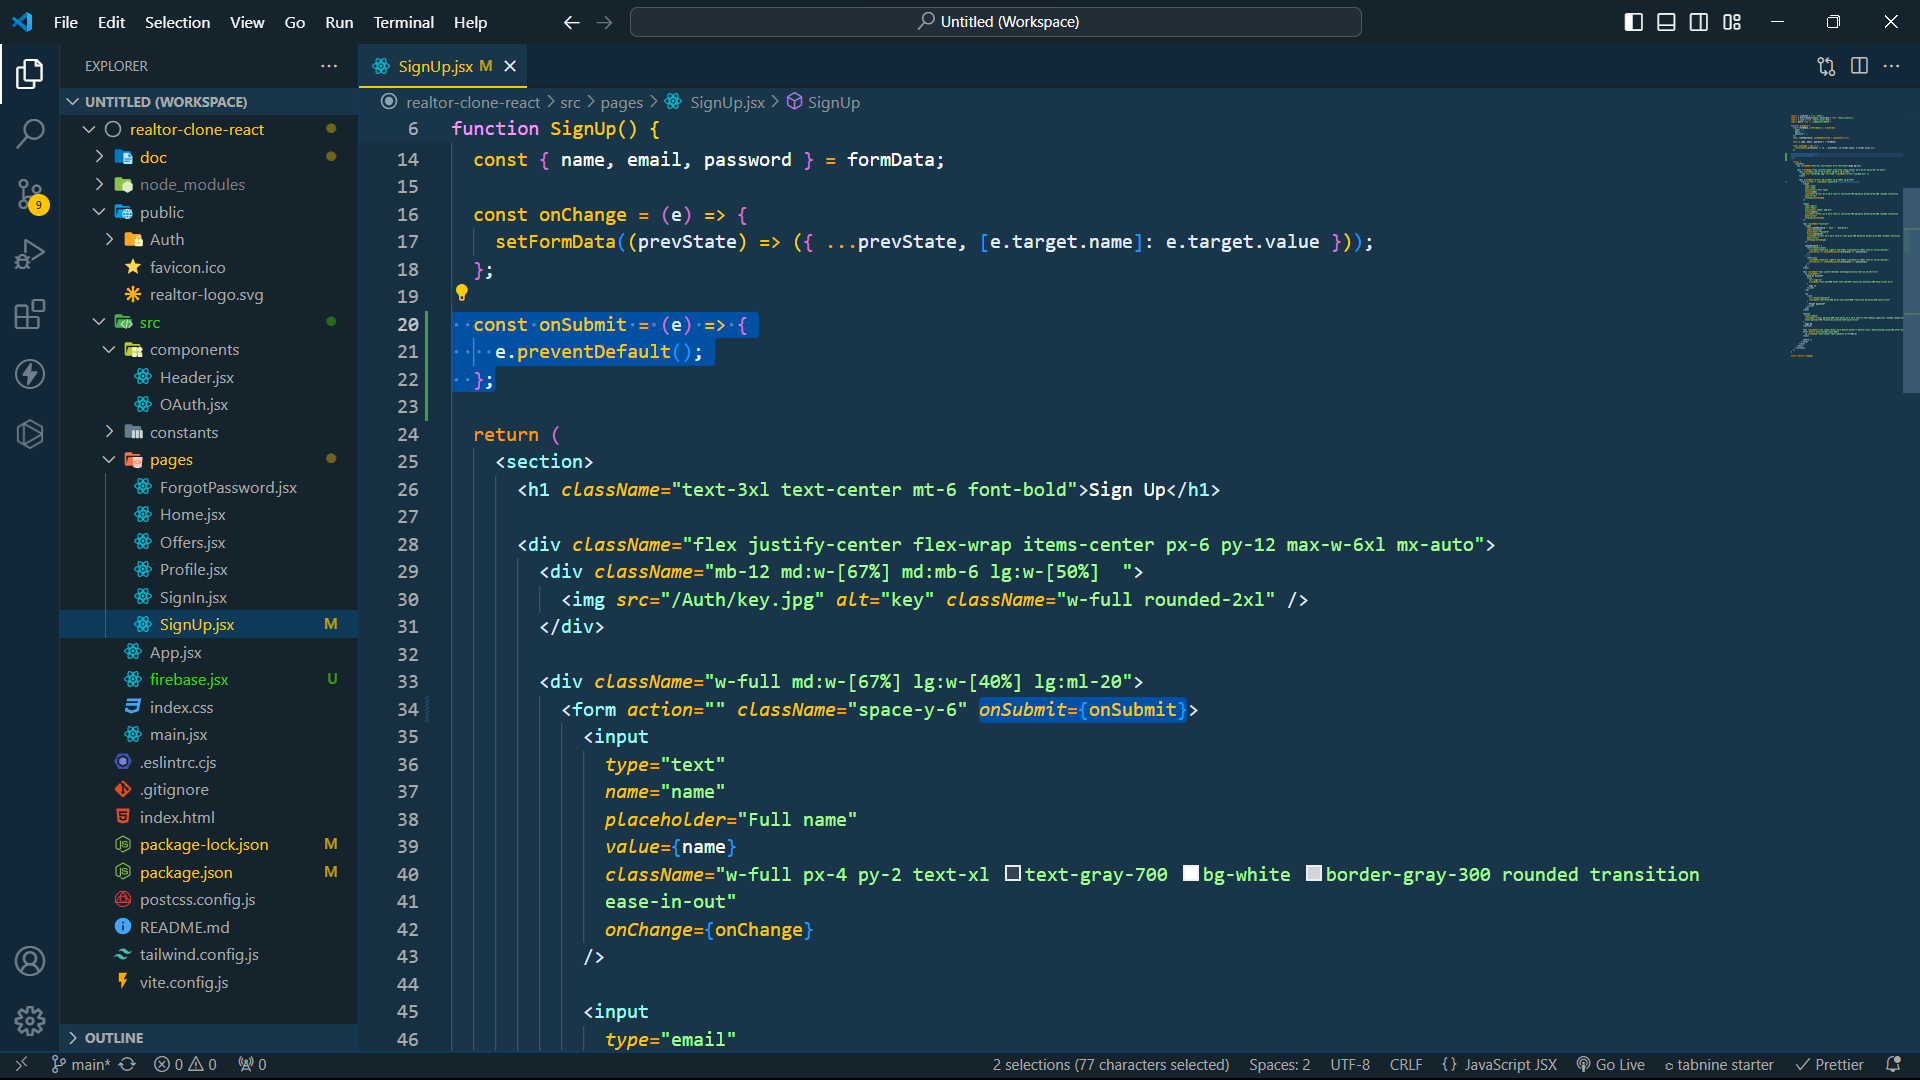 File Edit Selection View Go Run Terminal Help
Untitled (Workspace)
EXPLORER
UNTITLED (WORKSPACE)
realtor-clone-react
doc
node_modules
public
Auth
favicon.ico
realtor-logo.svg
src
components
Header.jsx
OAuth.jsx
constants
pages
ForgotPassword.jsx
Home.jsx
Offers.jsx
Profile.jsx
SignIn.jsx
SignUp.jsx M
App.jsx
firebase.jsx U
index.css
main.jsx
.eslintrc.cjs
.gitignore
index.html
package-lock.json M
package.json M
postcss.config.js
README.md
tailwind.config.js
vite.config.js
OUTLINE
9
SignUp.jsx M
realtor-clone-react > src > pages > SignUp.jsx > SignUp
6 function SignUp() {
14 const { name, email, password } = formData;
15
16 const onChange = (e) => {
17 setFormData((prevState) => ({ ...prevState, [e.target.name]: e.target.value }));
18 };
19
20 const onSubmit = (e) => {
21 e.preventDefault();
22 };
23
24 return (
25 <section>
26 <h1 className="text-3xl text-center mt-6 font-bold">Sign Up</h1>
27
28 <div className="flex justify-center flex-wrap items-center px-6 py-12 max-w-6xl mx-auto">
29 <div className="mb-12 md:w-[67%] md:mb-6 lg:w-[50%]  ">
30 <img src="/Auth/key.jpg" alt="key" className="w-full rounded-2xl" />
31 </div>
32
33 <div className="w-full md:w-[67%] lg:w-[40%] lg:ml-20">
34 <form action="" className="space-y-6" onSubmit={onSubmit}>
35 <input
36 type="text"
37 name="name"
38 placeholder="Full name"
39 value={name}
40 className="w-full px-4 py-2 text-xl text-gray-700 bg-white border-gray-300 rounded transition
41 ease-in-out"
42 onChange={onChange}
43 />
44
45 <input
46 type="email"
main* 0 0 0
2 selections (77 characters selected) Spaces: 2 UTF-8 CRLF {} JavaScript JSX Go Live tabnine starter Prettier